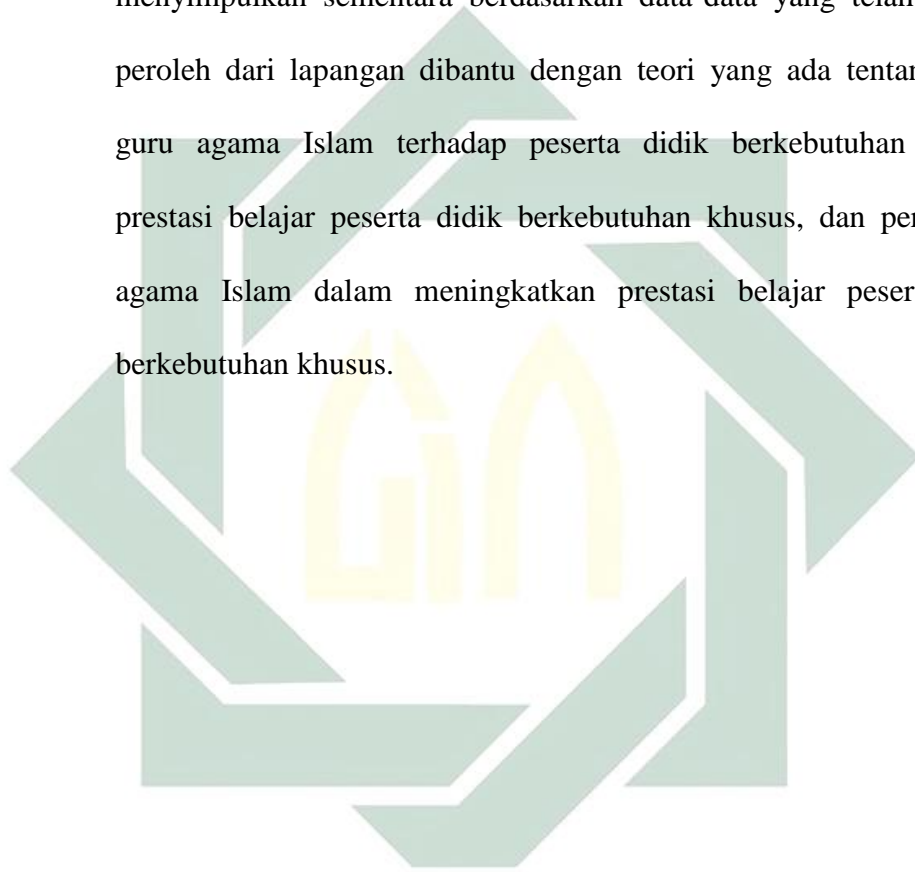 menyimpulkan sementara berdasarkan data-data yang telah
peroleh dari lapangan dibantu dengan teori yang ada
guru agama Islam terhadap peserta didik berkebutuhan
prestasi belajar peserta didik berkebutuhan khusus, dan
agama Islam dalam meningkatkan prestasi belajar
berkebutuhan khusus.